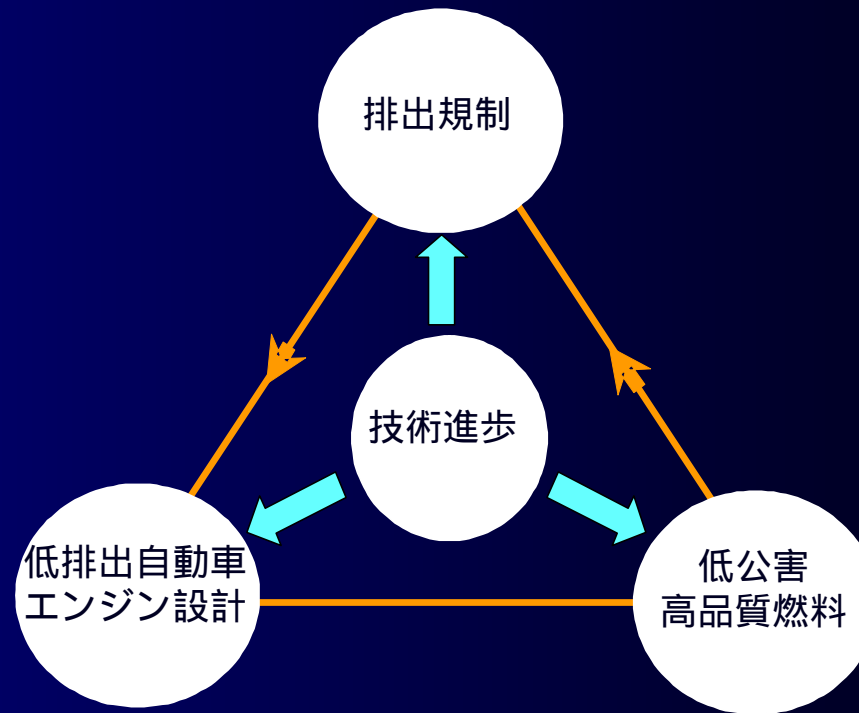 排出規制
技術進歩
低排出自動車
エンジン設計
低公害
高品質燃料